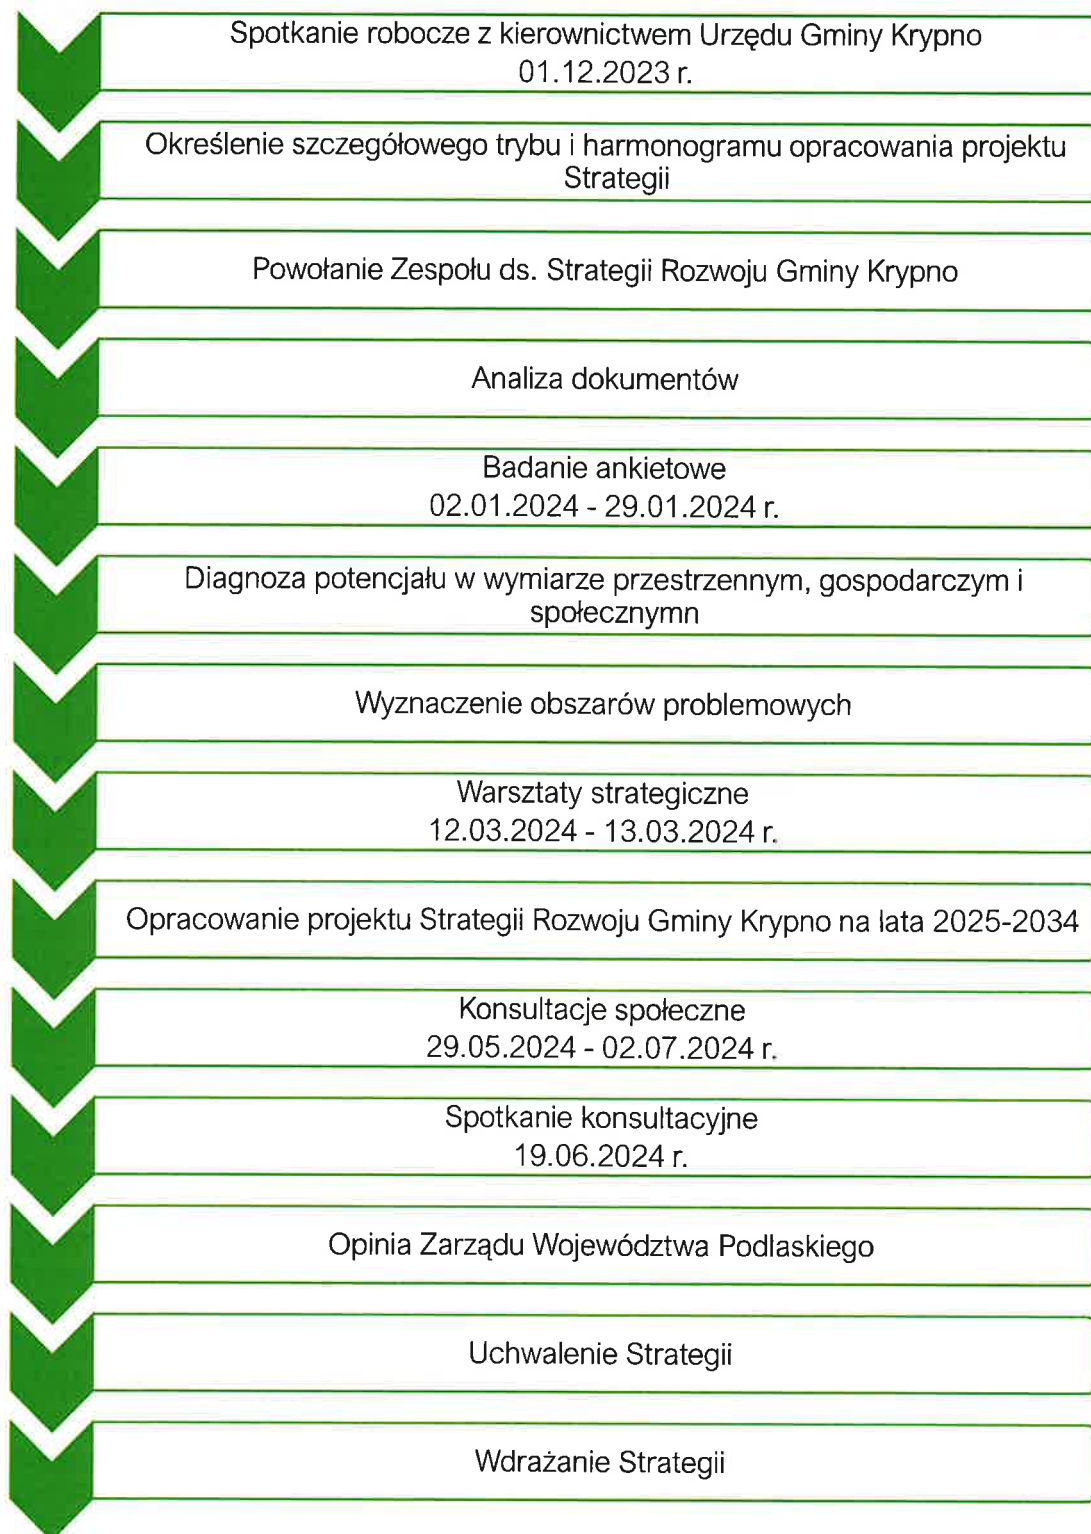 Spotkanie robocze z kierownictwem Urzędu Gminy Krypno
01.12.2023 r.
Określenie szczegółowego trybu i harmonogramu opracowania projektu
Strategii
Powołanie Zespołu ds. Strategii Rozwoju Gminy Krypno
Analiza dokumentów
Badanie ankietowe
02.01.2024 - 29.01.2024 r.
Diagnoza potencjału w wymiarze przestrzennym, gospodarczym i
społecznymn
Wyznaczenie obszarów problemowych
Warsztaty strategiczne
12.03.2024 - 13.03.2024 r.
Opracowanie projektu Strategii Rozwoju Gminy Krypno na lata 2025-2034
Konsultacje społeczne
29.05.2024 - 02.07.2024 r.
Spotkanie konsultacyjne
19.06.2024 r.
Opinia Zarządu Województwa Podlaskiego
Uchwalenie Strategii
Wdrażanie Strategii